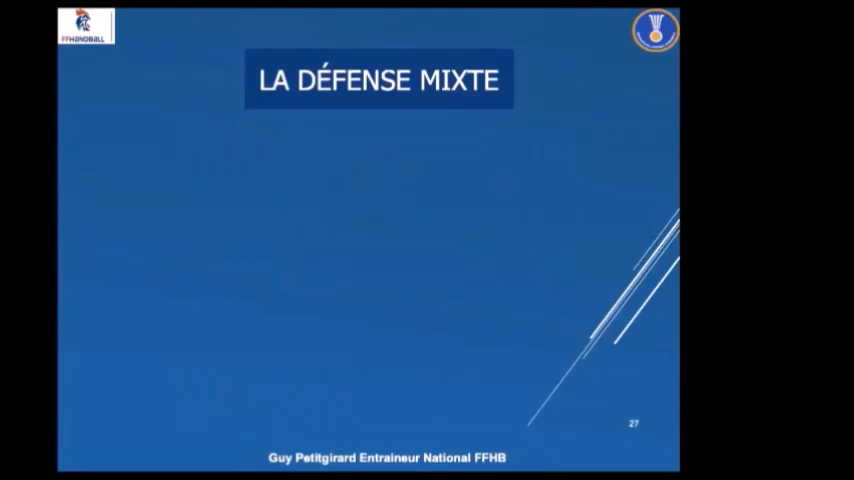 FFHANDBALL
LA DÉFENSE MIXTE
27
Guy Petitgirard Entraineur National FFHB